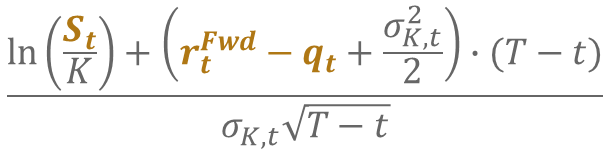 ln(S_t/K) + (r_t^{Fwd} − q_t + σ_{K,t}^2/2) · (T − t)
σ_{K,t}√(T − t)